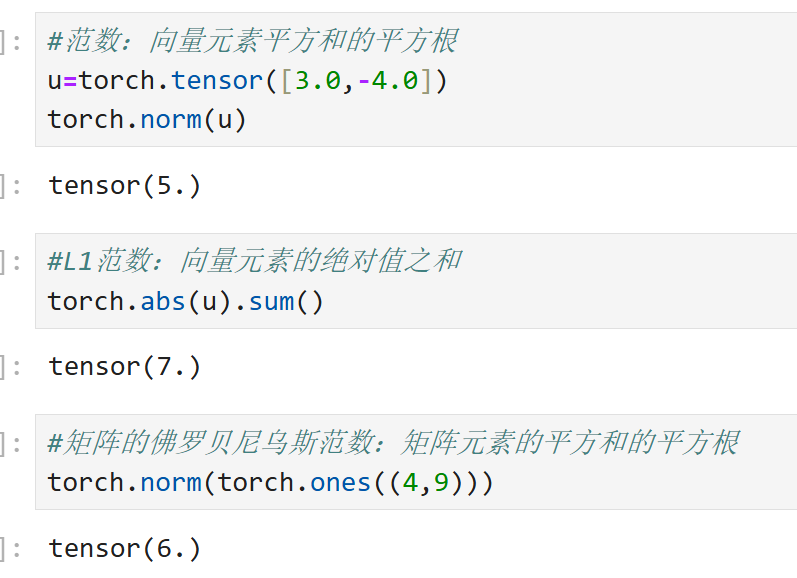 ]: #范数：向量元素平方和的平方根
u=torch.tensor([3.0,-4.0])
torch.norm(u)
]: tensor(5.)
]: #L1范数：向量元素的绝对值之和
torch.abs(u).sum()
]: tensor(7.)
]: #矩阵的佛罗贝尼乌斯范数：矩阵元素的平方和的平方根
torch.norm(torch.ones((4,9)))
]: tensor(6.)